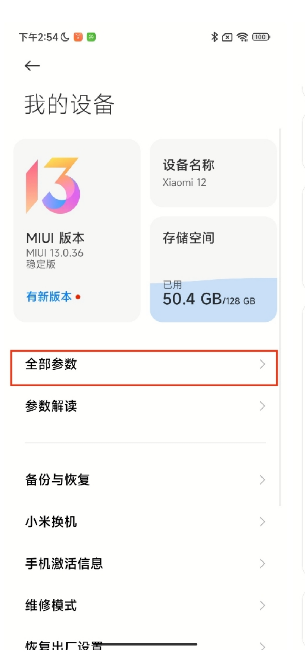 下午2:54
100
我的设备
13
MIUI 版本
MIUI 13.0.36
稳定版
有新版本
设备名称
Xiaomi 12
存储空间
已用
50.4 GB/128 GB
全部参数
参数解读
备份与恢复
小米换机
手机激活信息
维修模式
恢复出厂设置